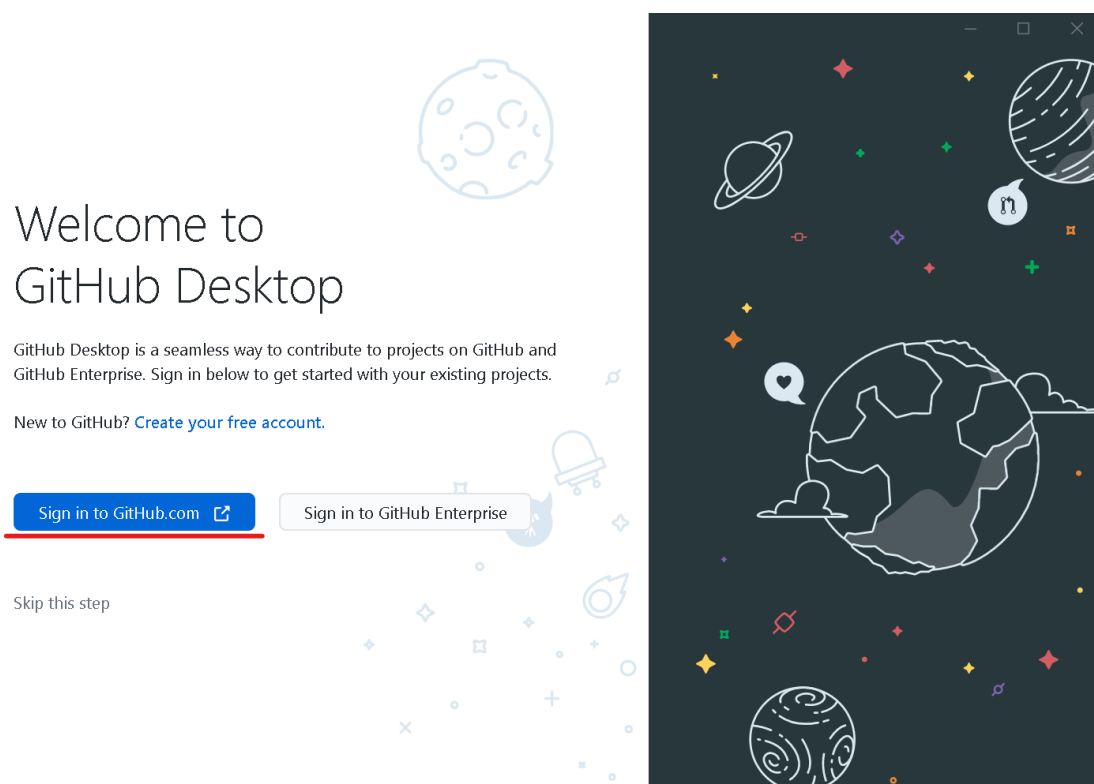 Welcome to
GitHub Desktop
GitHub Desktop is a seamless way to contribute to projects on GitHub and
GitHub Enterprise. Sign in below to get started with your existing projects.
New to GitHub? Create your free account.
Sign in to GitHub.com
Sign in to GitHub Enterprise
Skip this step